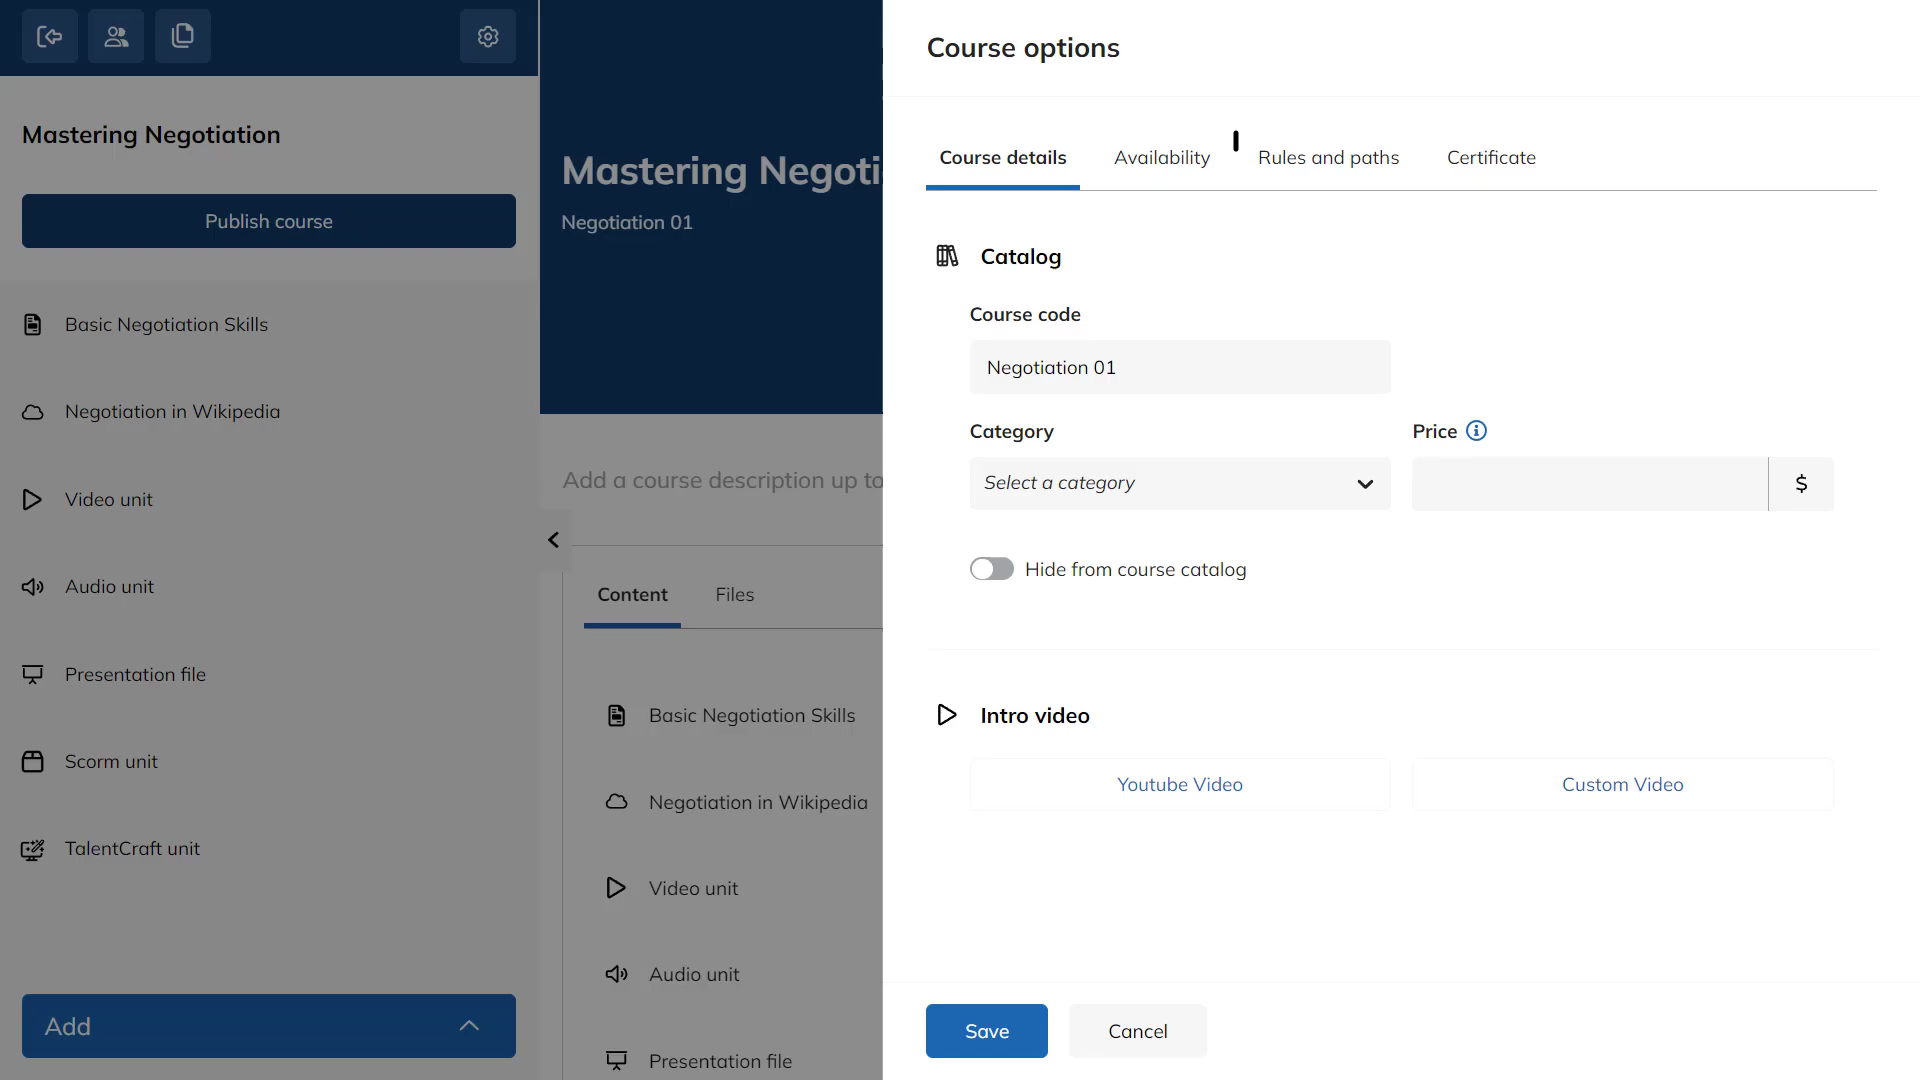 Mastering Negotiation
Publish course
Basic Negotiation Skills
Negotiation in Wikipedia
Video unit
Audio unit
Presentation file
Scorm unit
TalentCraft unit
Add
Mastering Negoti
Negotiation 01
Add a course description up to
Content
Files
Basic Negotiation Skills
Negotiation in Wikipedia
Video unit
Audio unit
Presentation file
Course options
Course details
Availability
Rules and paths
Certificate
Catalog
Course code
Negotiation 01
Category
Price
Select a category
$
Hide from course catalog
Intro video
Youtube Video
Custom Video
Save
Cancel